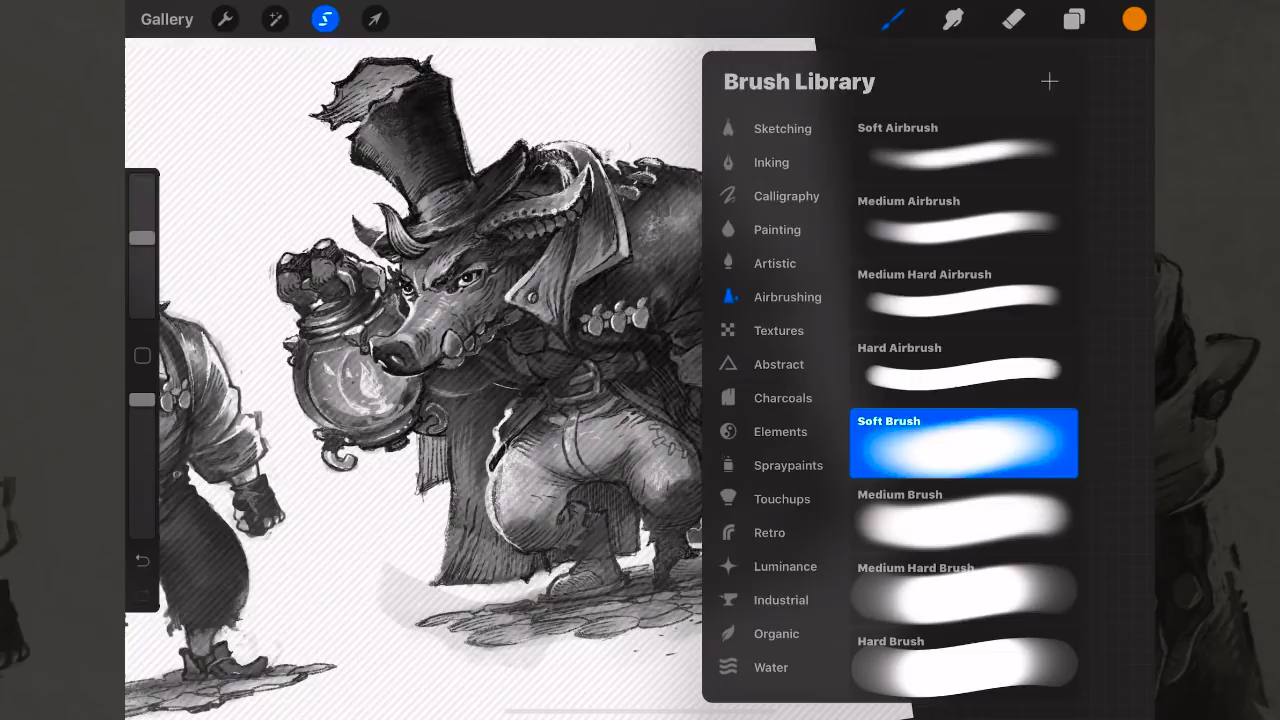 Gallery
Brush Library
Sketching
Inking
Calligraphy
Painting
Artistic
Airbrushing
Textures
Abstract
Charcoals
Elements
Spraypaints
Touchups
Retro
Luminance
Industrial
Organic
Water
Soft Airbrush
Medium Airbrush
Medium Hard Airbrush
Hard Airbrush
Soft Brush
Medium Brush
Medium Hard Brush
Hard Brush